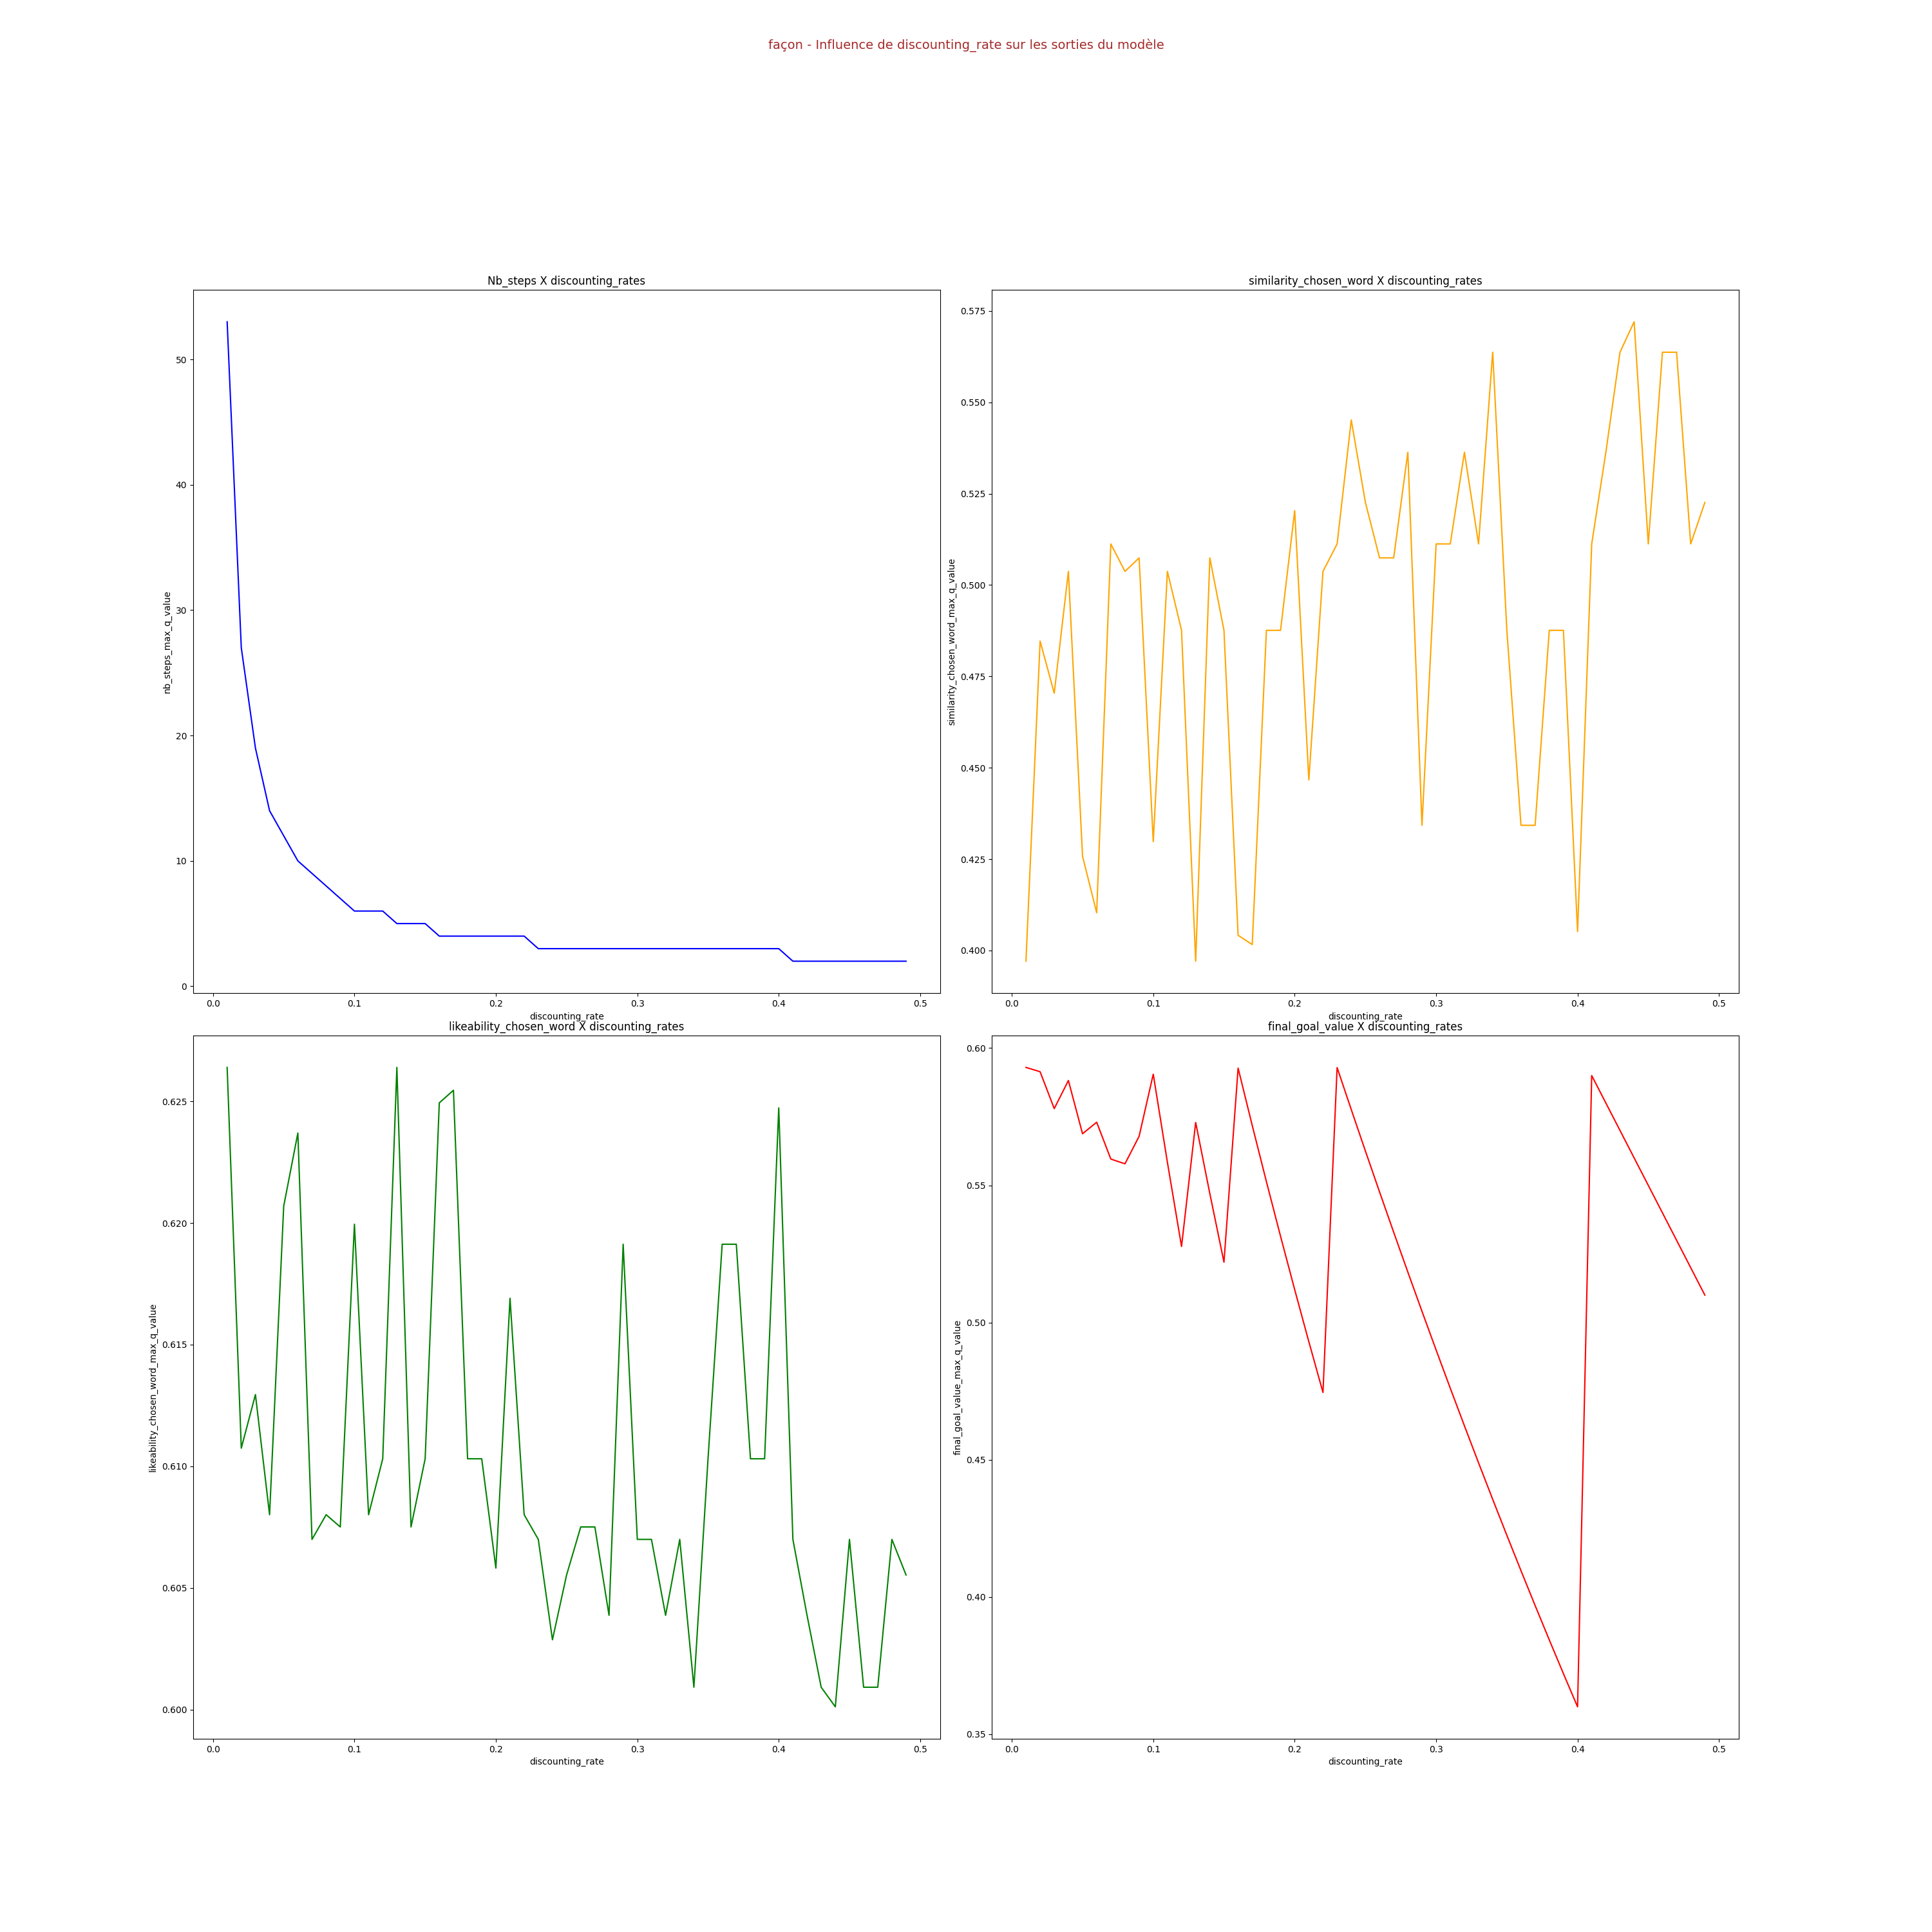 façon - Influence de discounting_rate sur les sorties du modèle
Nb_steps X discounting_rates
nb_steps_max_q_value
50
40
30
20
10
0
0.0 0.1 0.2 0.3 0.4 0.5
discounting_rate
similarity_chosen_word X discounting_rates
similarity_chosen_word_max_q_value
0.575
0.550
0.525
0.500
0.475
0.450
0.425
0.400
0.0 0.1 0.2 0.3 0.4 0.5
discounting_rate
likeability_chosen_word X discounting_rates
likeability_chosen_word_max_q_value
0.625
0.620
0.615
0.610
0.605
0.600
0.0 0.1 0.2 0.3 0.4 0.5
discounting_rate
final_goal_value X discounting_rates
final_goal_value_max_q_value
0.60
0.55
0.50
0.45
0.40
0.35
0.0 0.1 0.2 0.3 0.4 0.5
discounting_rate